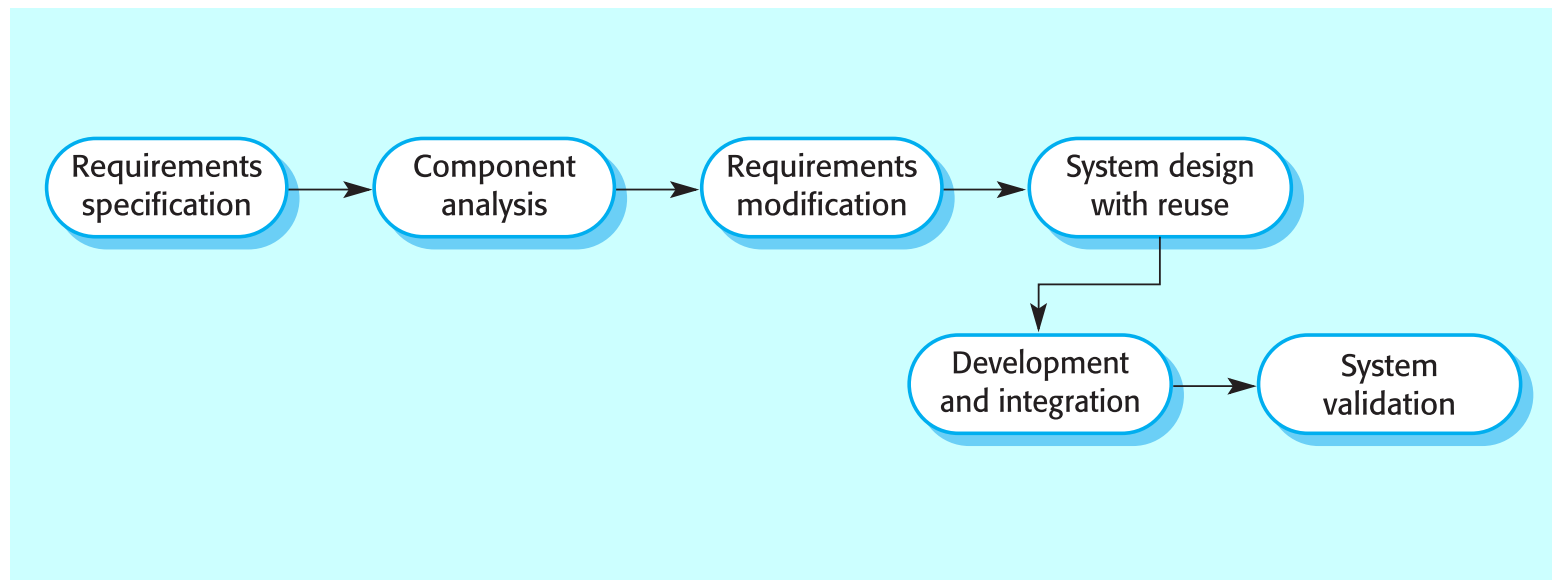 Requirements
specification
Component
analysis
Requirements
modification
System design
with reuse
Development
and integration
System
validation